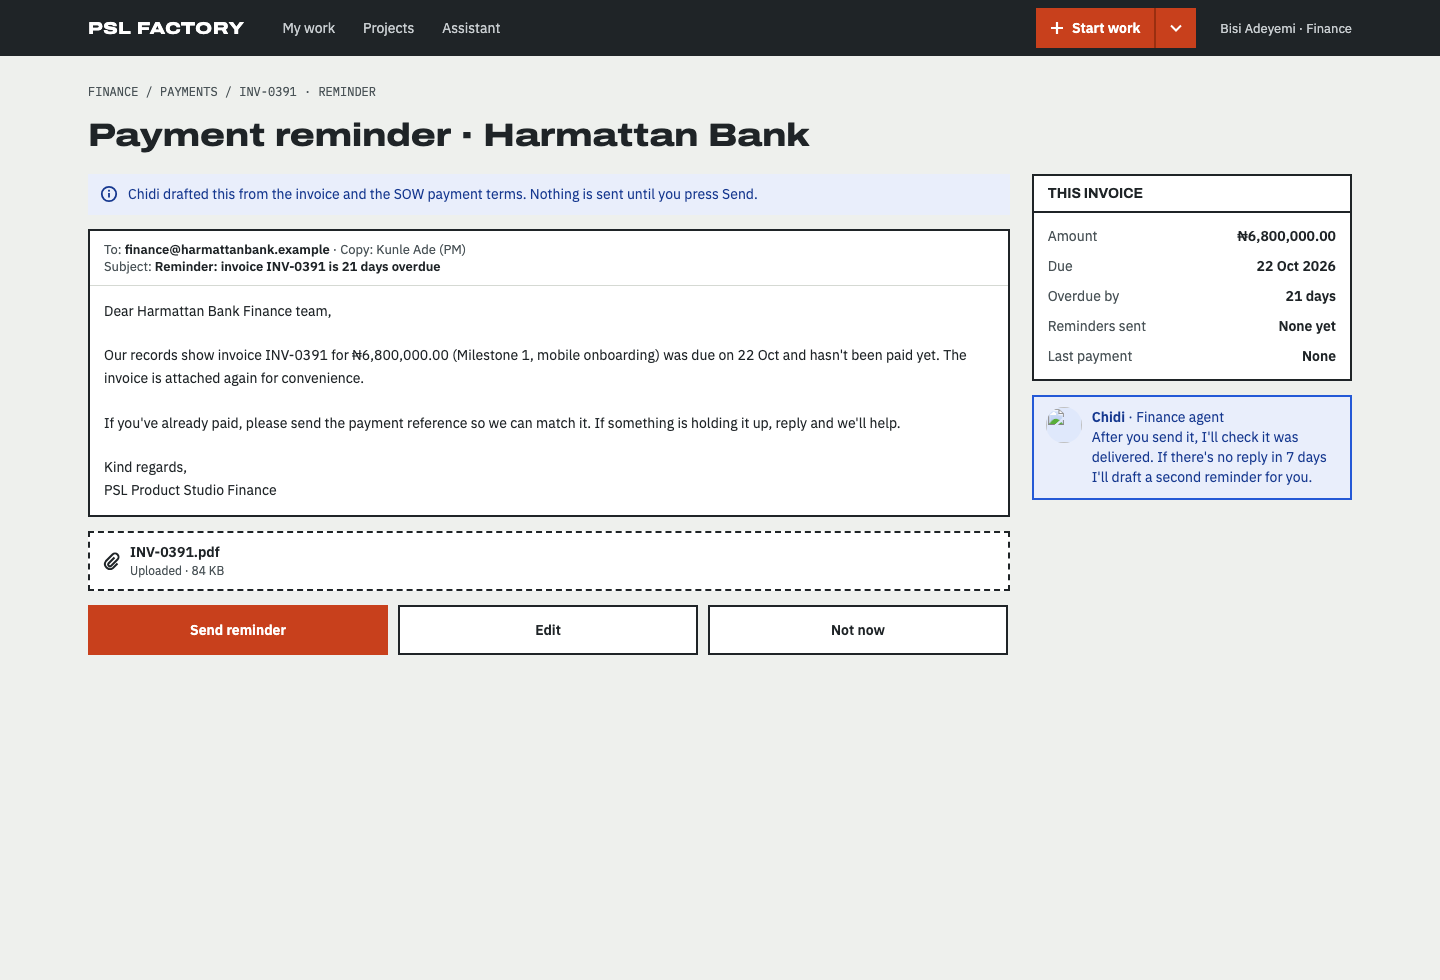 PSL FACTORY
My work
Projects
Assistant
Start work
Bisi Adeyemi · Finance
FINANCE / PAYMENTS / INV-0391 · REMINDER
Payment reminder · Harmattan Bank
Chidi drafted this from the invoice and the SOW payment terms. Nothing is sent until you press Send.
To: finance@harmattanbank.example · Copy: Kunle Ade (PM)
Subject: Reminder: invoice INV-0391 is 21 days overdue
Dear Harmattan Bank Finance team,
Our records show invoice INV-0391 for ₦6,800,000.00 (Milestone 1, mobile onboarding) was due on 22 Oct and hasn't been paid yet. The
invoice is attached again for convenience.
If you've already paid, please send the payment reference so we can match it. If something is holding it up, reply and we'll help.
Kind regards,
PSL Product Studio Finance
INV-0391.pdf
Uploaded · 84 KB
Send reminder
Edit
Not now
THIS INVOICE
Amount ₦6,800,000.00
Due 22 Oct 2026
Overdue by 21 days
Reminders sent None yet
Last payment None
Chidi · Finance agent
After you send it, I'll check it was
delivered. If there's no reply in 7 days
I'll draft a second reminder for you.